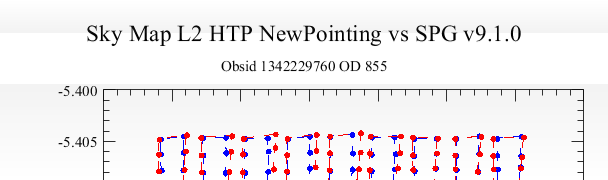 Sky Map L2 HTP NewPointing vs SPG v9.1.0
Obsid 1342229760 OD 855
-5.400
-5.405